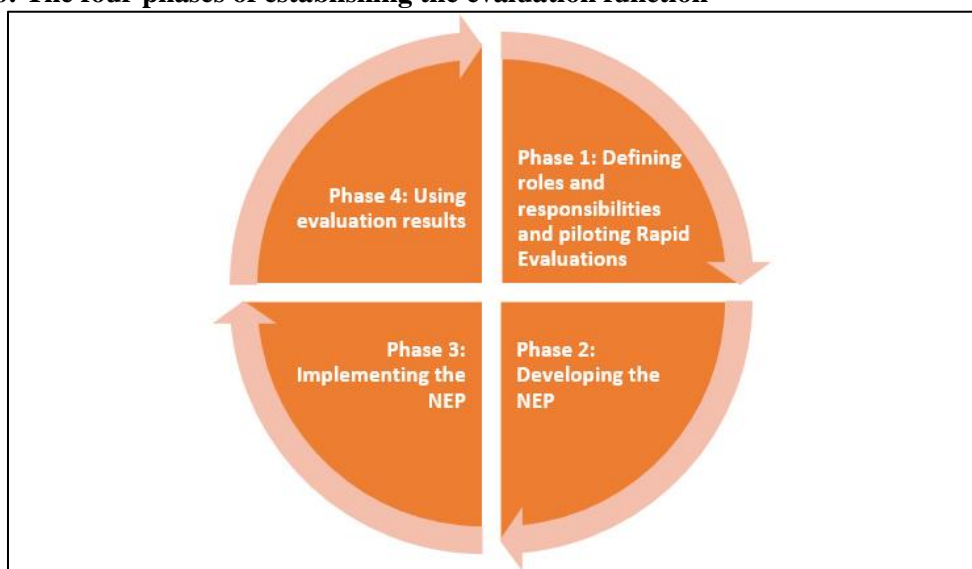 The four phases of establishing the evaluation function
Phase 1: Defining
roles and
responsibilities
and piloting Rapid
Evaluations
Phase 2:
Developing the
NEP
Phase 3:
Implementing the
NEP
Phase 4: Using
evaluation results